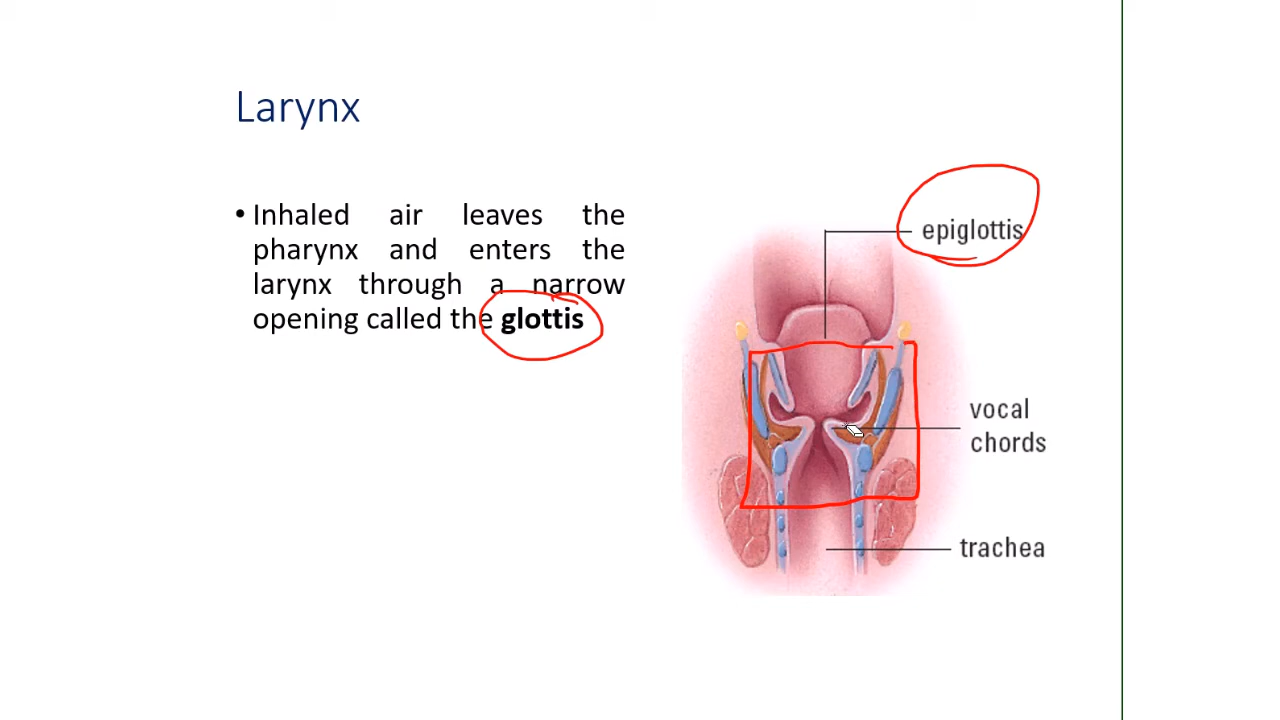 Larynx
• Inhaled air leaves the
pharynx and enters the
larynx through a narrow
opening called the glottis
epiglottis
vocal
chords
trachea